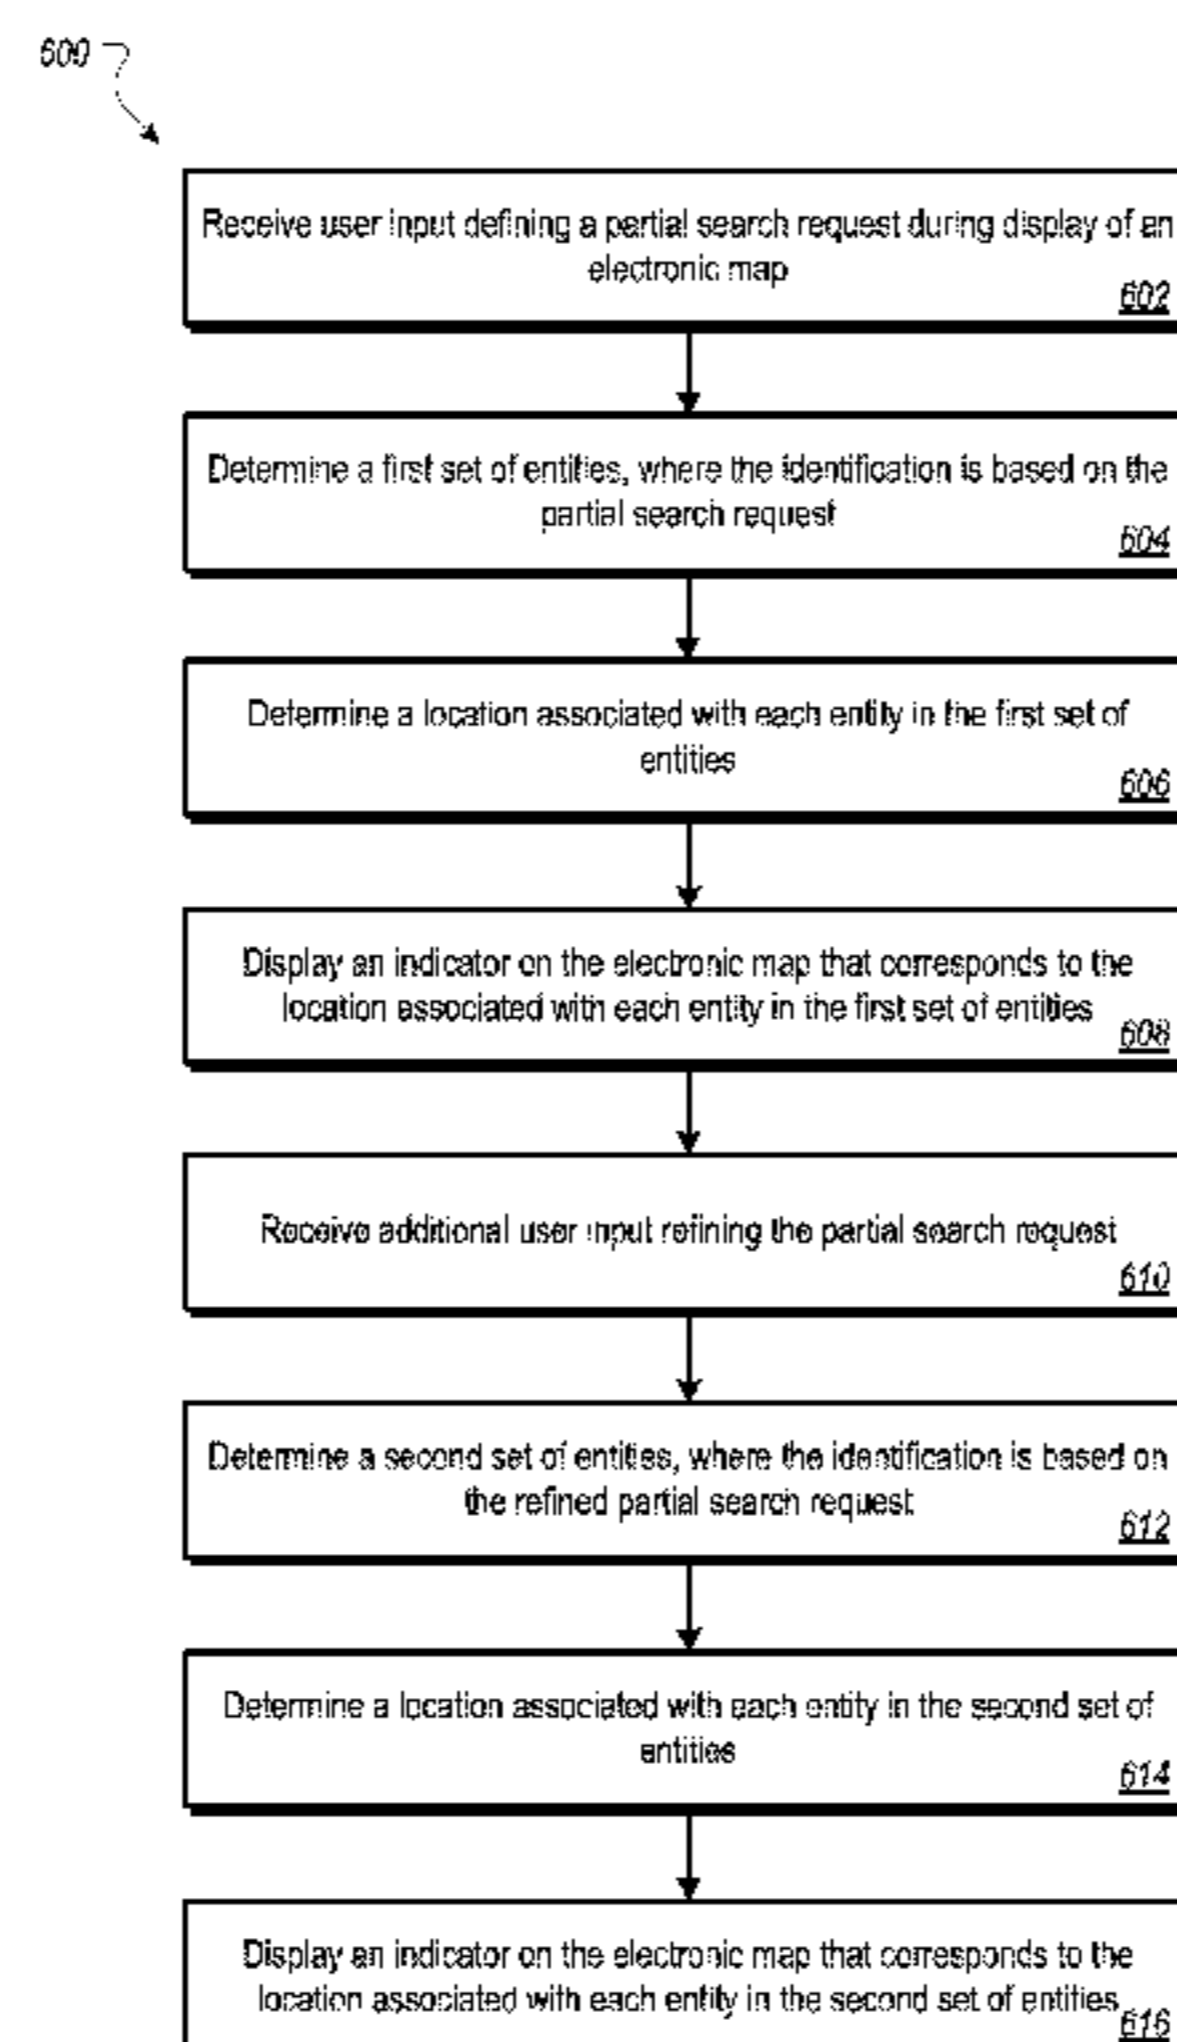 600
Receive user input defining a partial search request during display of an
electronic map
602
Determine a first set of entities, where the identification is based on the
partial search request
604
Determine a location associated with each entity in the first set of
entities
606
Display an indicator on the electronic map that corresponds to the
location associated with each entity in the first set of entities
608
Receive additional user input refining the partial search request
610
Determine a second set of entities, where the identification is based on
the refined partial search request
612
Determine a location associated with each entity in the second set of
entities
614
Display an indicator on the electronic map that corresponds to the
location associated with each entity in the second set of entities
616